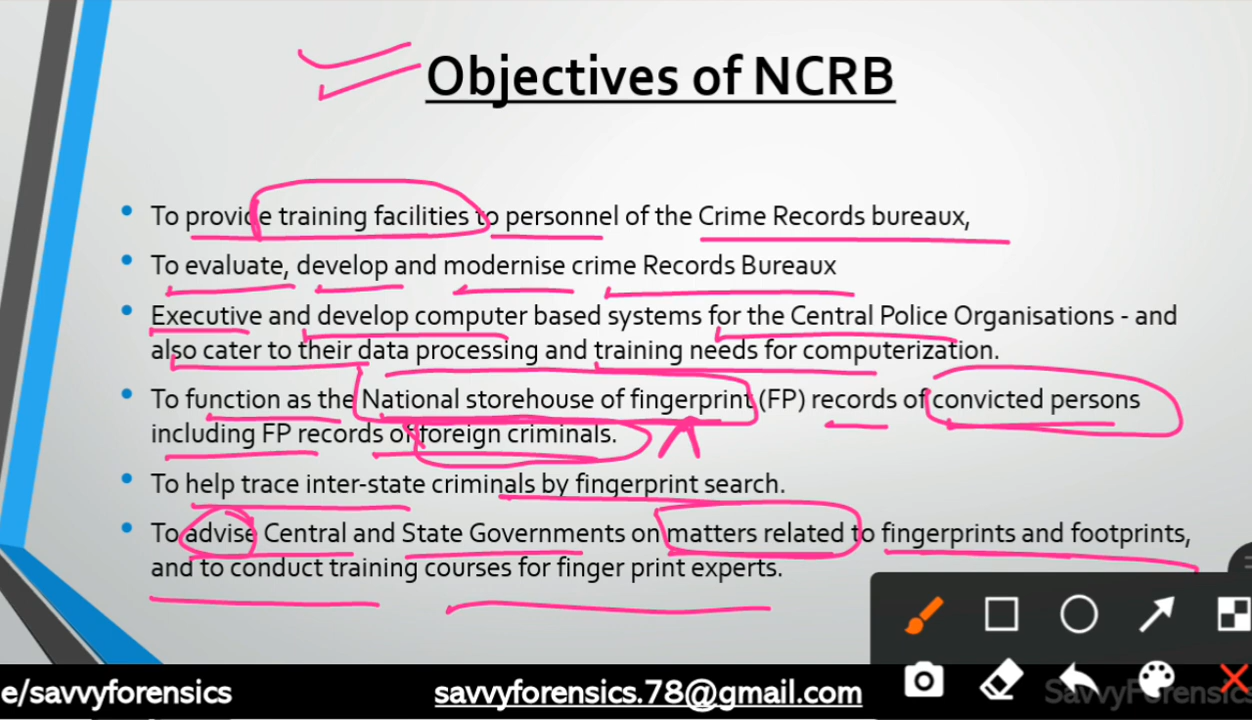 Objectives of NCRB
• To provide training facilities to personnel of the Crime Records bureaux,
• To evaluate, develop and modernise crime Records Bureaux
• Executive and develop computer based systems for the Central Police Organisations - and
also cater to their data processing and training needs for computerization.
• To function as the National storehouse of fingerprint (FP) records of convicted persons
including FP records of foreign criminals.
• To help trace inter-state criminals by fingerprint search.
• To advise Central and State Governments on matters related to fingerprints and footprints,
and to conduct training courses for finger print experts.
e/savvyforensics
savvyforensics.78@gmail.com
SavvyForensic